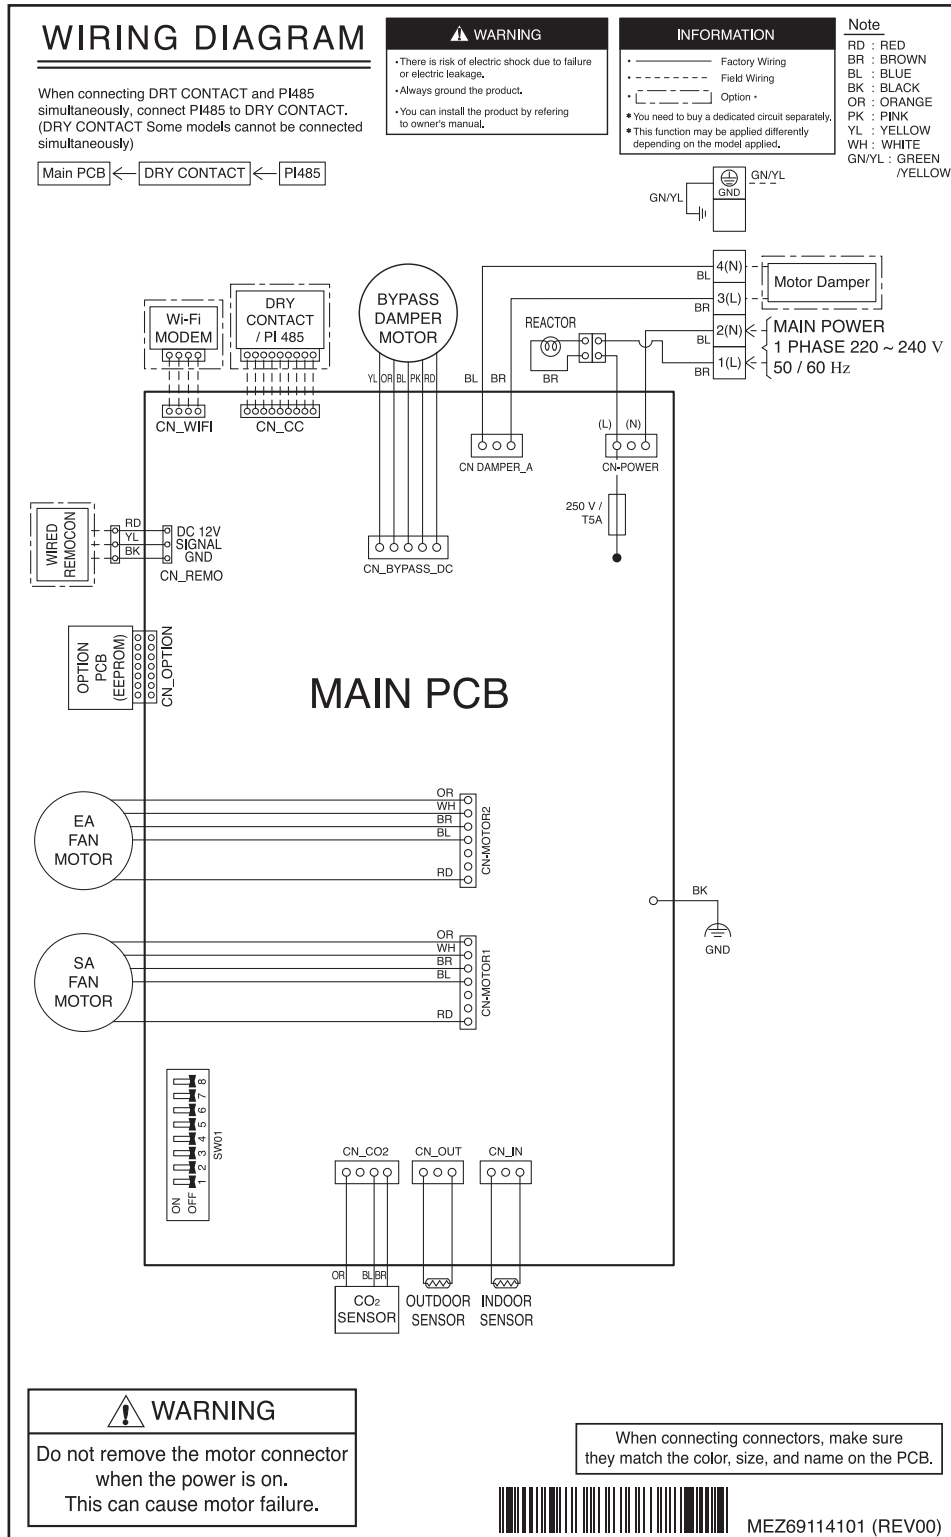 WIRING DIAGRAM
When connecting DRT CONTACT and PI485
simultaneously, connect PI485 to DRY CONTACT.
(DRY CONTACT Some models cannot be connected
simultaneously)
Main PCB
DRY CONTACT
PI485
WARNING
• There is risk of electric shock due to failure
or electric leakage.
• Always ground the product.
• You can install the product by refering
to owner's manual.
INFORMATION
• Factory Wiring
• Field Wiring
• Option *
* You need to buy a dedicated circuit separately.
* This function may be applied differently
depending on the model applied.
Note
RD : RED
BR : BROWN
BL : BLUE
BK : BLACK
OR : ORANGE
PK : PINK
YL : YELLOW
WH : WHITE
GN/YL : GREEN
/YELLOW
GN/YL
GND
GN/YL
4(N)
BL
3(L)
BR
2(N)
BL
1(L)
BR
Motor Damper
MAIN POWER
1 PHASE 220 ~ 240 V
50 / 60 Hz
REACTOR
BR
Wi-Fi
MODEM
CN_WIFI
DRY
CONTACT
/ PI 485
CN_CC
BYPASS
DAMPER
MOTOR
YL OR BL PK RD
CN_BYPASS_DC
BL BR
CN DAMPER_A
(L) (N)
CN-POWER
250 V /
T5A
WIRED
REMOCON
RD
YL
BK
DC 12V
SIGNAL
GND
CN_REMO
OPTION
PCB
(EEPROM)
CN_OPTION
MAIN PCB
EA
FAN
MOTOR
OR
WH
BR
BL
RD
CN-MOTOR2
SA
FAN
MOTOR
OR
WH
BR
BL
RD
CN-MOTOR1
BK
GND
ON
OFF
1 2 3 4 5 6 7 8
SW01
CN_CO2
CN_OUT
CN_IN
OR BL BR
CO2
SENSOR
OUTDOOR
SENSOR
INDOOR
SENSOR
WARNING
Do not remove the motor connector
when the power is on.
This can cause motor failure.
When connecting connectors, make sure
they match the color, size, and name on the PCB.
MEZ69114101 (REV00)